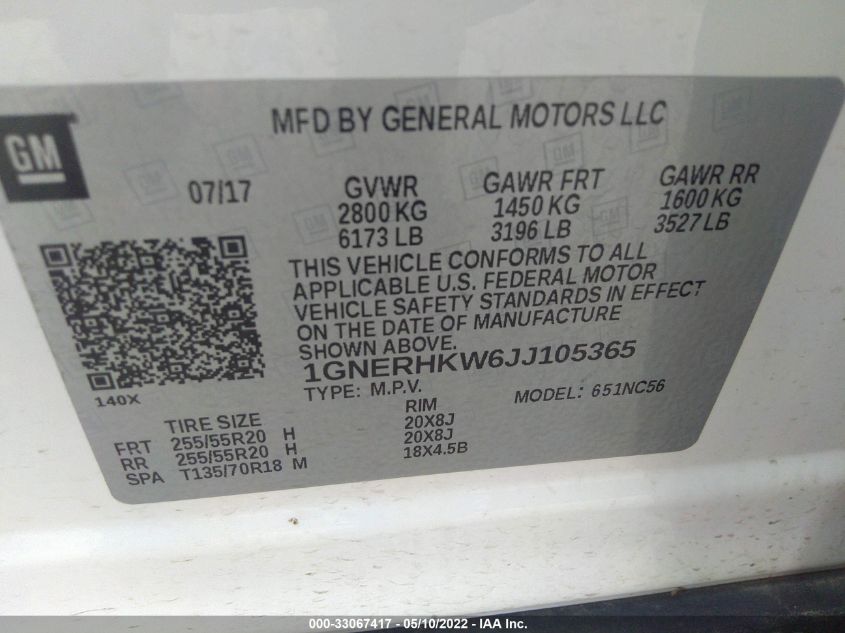 MFD BY GENERAL MOTORS LLC
GM
07/17 GVWR GAWR FRT GAWR RR
2800 KG 1450 KG 1600 KG
6173 LB 3196 LB 3527 LB
THIS VEHICLE CONFORMS TO ALL
APPLICABLE U.S. FEDERAL MOTOR
VEHICLE SAFETY STANDARDS IN EFFECT
ON THE DATE OF MANUFACTURE
SHOWN ABOVE.
1GNERHKW6JJ105365
140X TYPE: M.P.V. MODEL: 651NC56
TIRE SIZE RIM
FRT 255/55R20 H 20X8J
RR 255/55R20 H 20X8J
SPA T135/70R18 M 18X4.5B
000-33067417 - 05/10/2022 - IAA Inc.